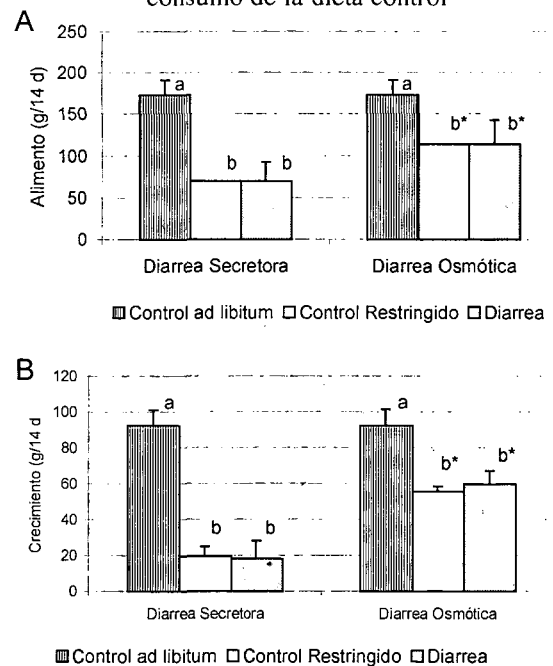 consumo de la dieta control
A
Alimento (g/14 d)
250
200
150
100
50
0
a
b
b
a
b*
b*
Diarrea Secretora
Diarrea Osmótica
Control ad libitum Control Restringido Diarrea
B
Crecimiento (g/14 d
120
100
80
60
40
20
0
a
b
b
a
b*
b*
Diarrea Secretora
Diarrea Osmótica
Control ad libitum Control Restringido Diarrea